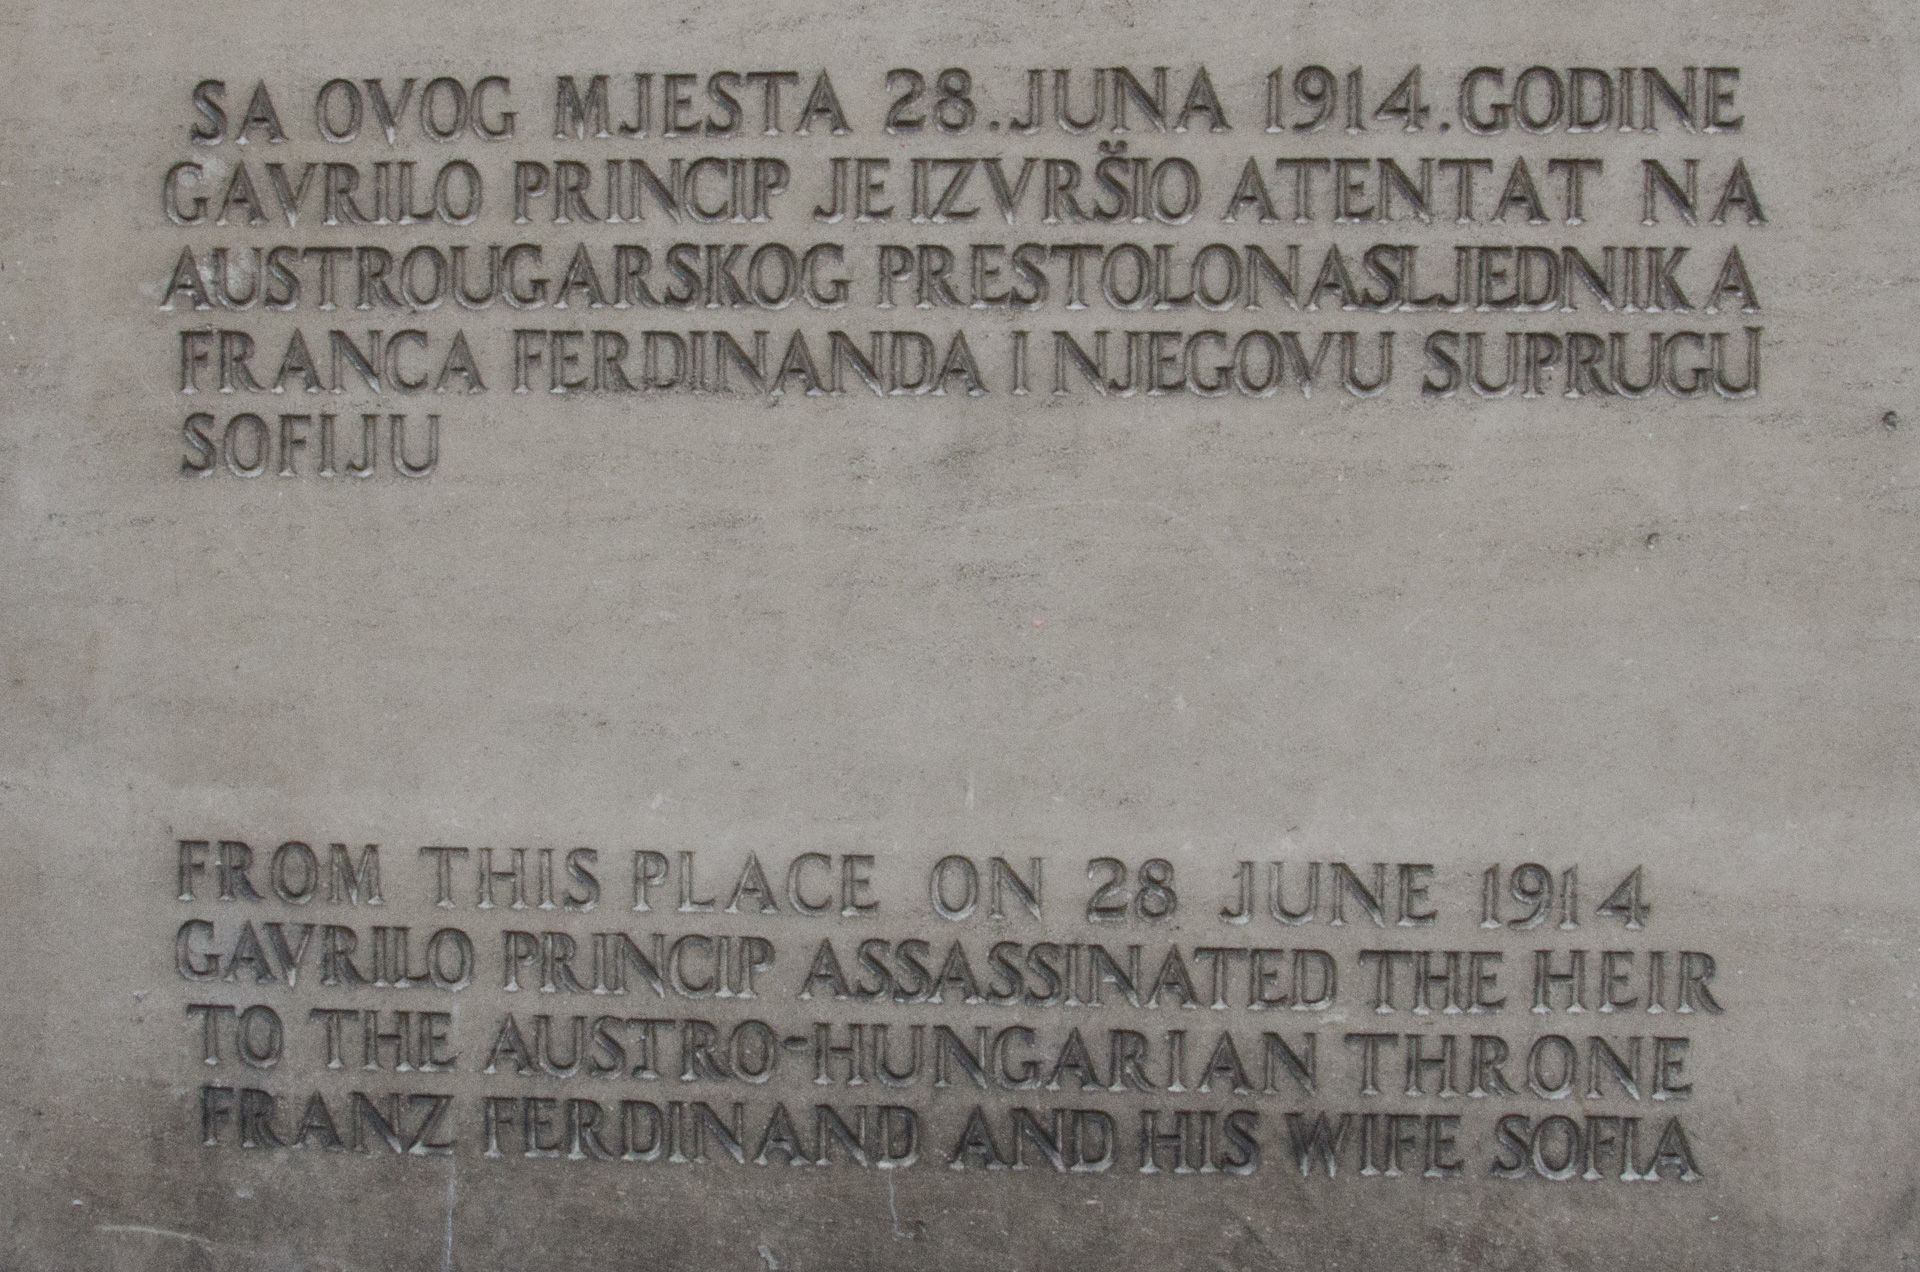 SA OVOG MJESTA 28. JUNA 1914. GODINE
GAVRILO PRINCIP JE IZVRŠIO ATENTAT NA
AUSTROUGARSKOG PRESTOLONASLJEDNIKA
FRANCA FERDINANDA I NJEGOVU SUPRUGU
SOFIJU
FROM THIS PLACE ON 28 JUNE 1914
GAVRILO PRINCIP ASSASSINATED THE HEIR
TO THE AUSTRO-HUNGARIAN THRONE
FRANZ FERDINAND AND HIS WIFE SOFIA